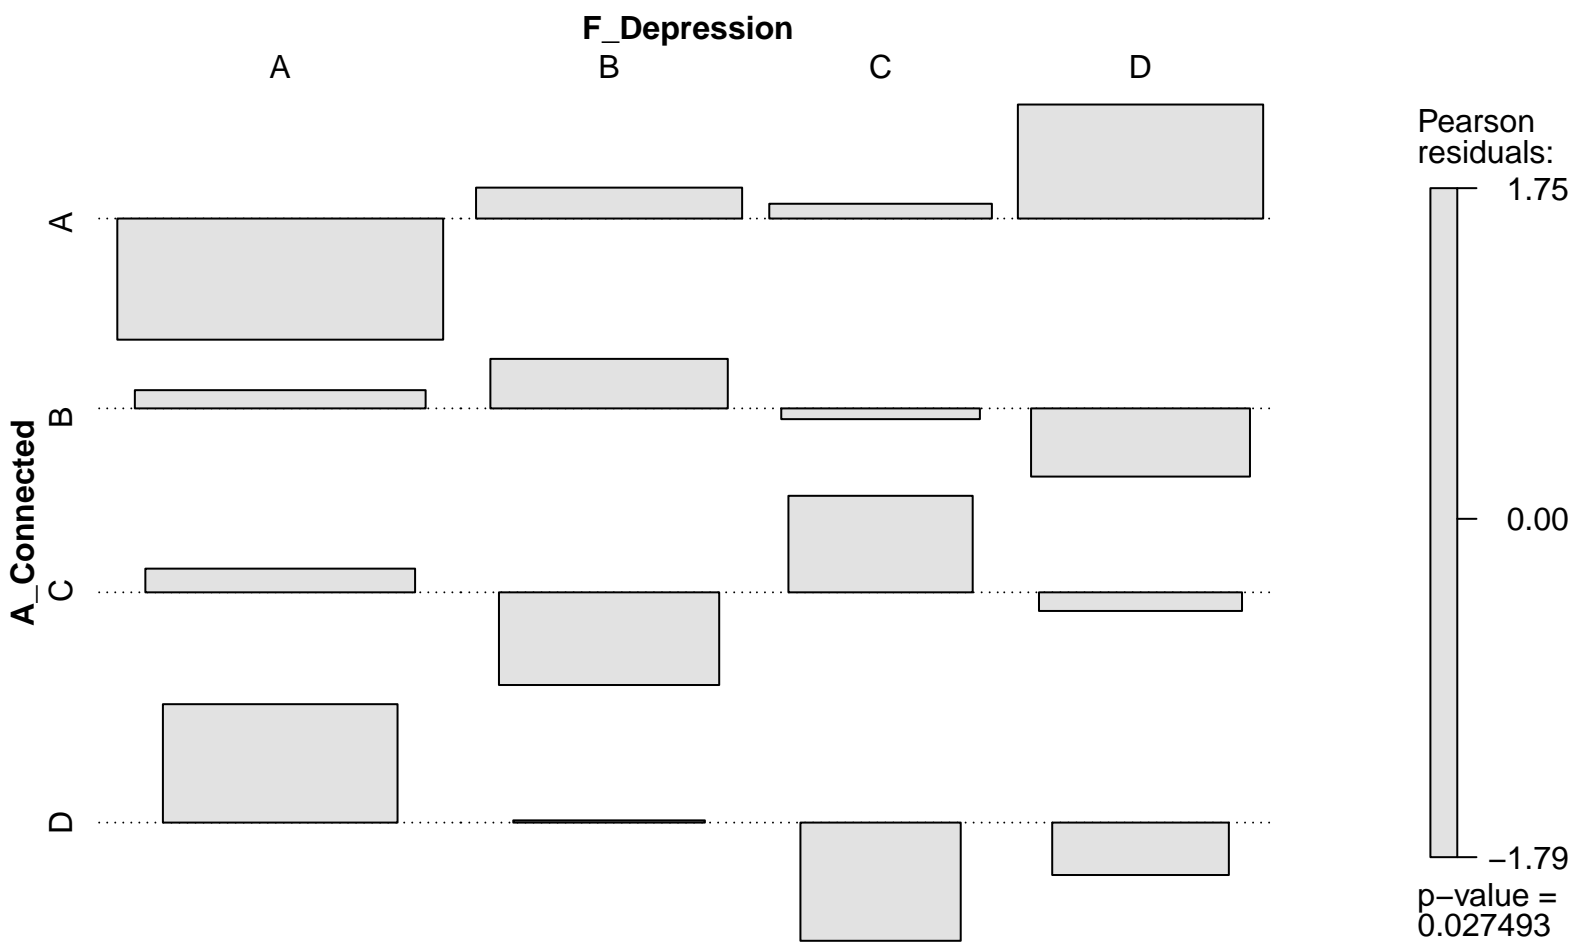 F_Depression
A B C D
A_Connected
A
B
C
D
Pearson
residuals:
1.75
0.00
−1.79
p−value =
0.027493